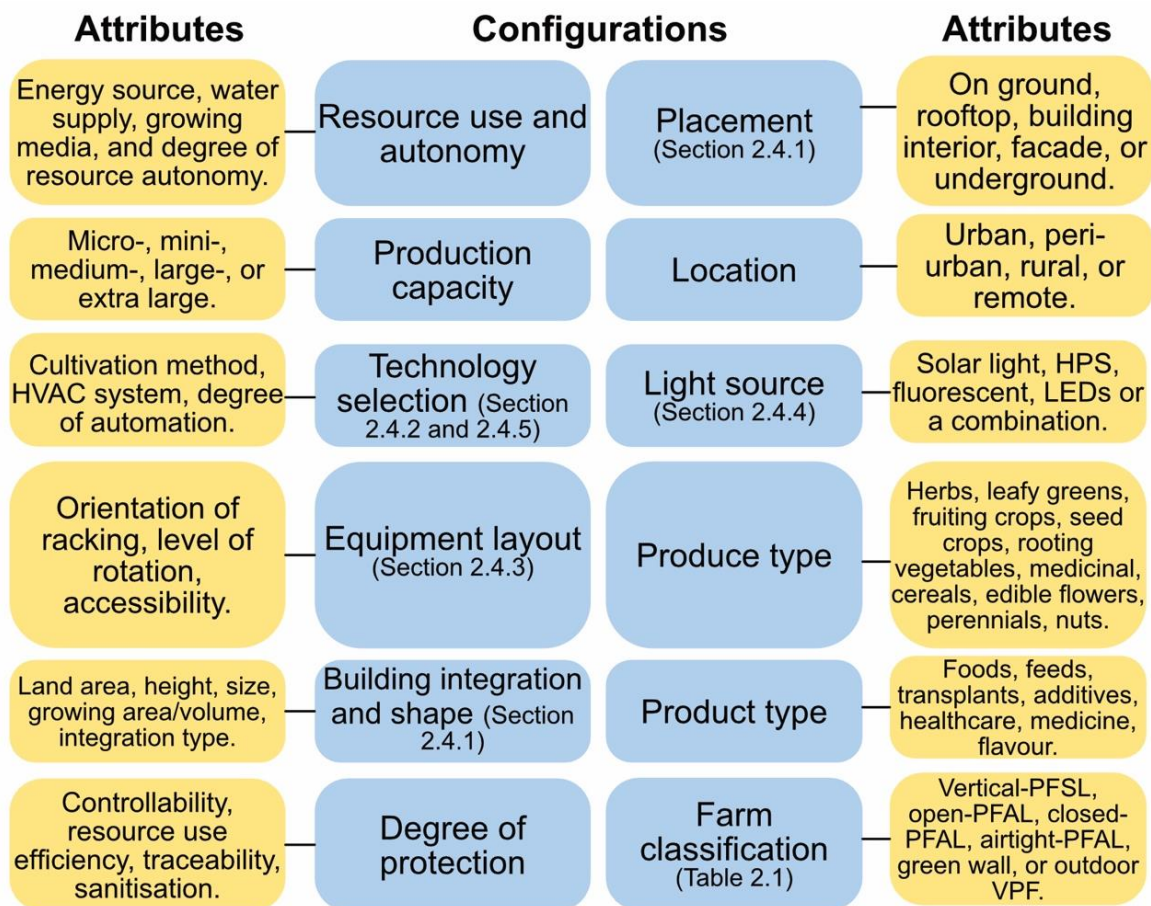 Attributes
Configurations
Attributes
Energy source, water
supply, growing
media, and degree of
resource autonomy.
Resource use and
autonomy
Placement
(Section 2.4.1)
On ground,
rooftop, building
interior, facade, or
underground.
Micro-, mini-,
medium-, large-, or
extra large.
Production
capacity
Location
Urban, peri-
urban, rural, or
remote.
Cultivation method,
HVAC system, degree
of automation.
Technology
selection (Section
2.4.2 and 2.4.5)
Light source
(Section 2.4.4)
Solar light, HPS,
fluorescent, LEDs or
a combination.
Orientation of
racking, level of
rotation,
accessibility.
Equipment layout
(Section 2.4.3)
Produce type
Herbs, leafy greens,
fruiting crops, seed
crops, rooting
vegetables, medicinal,
cereals, edible flowers,
perennials, nuts.
Land area, height, size,
growing area/volume,
integration type.
Building integration
and shape (Section
2.4.1)
Product type
Foods, feeds,
transplants, additives,
healthcare, medicine,
flavour.
Controllability,
resource use
efficiency, traceability,
sanitisation.
Degree of
protection
Farm
classification
(Table 2.1)
Vertical-PFSL,
open-PFAL, closed-
PFAL, airtight-PFAL,
green wall, or outdoor
VPF.